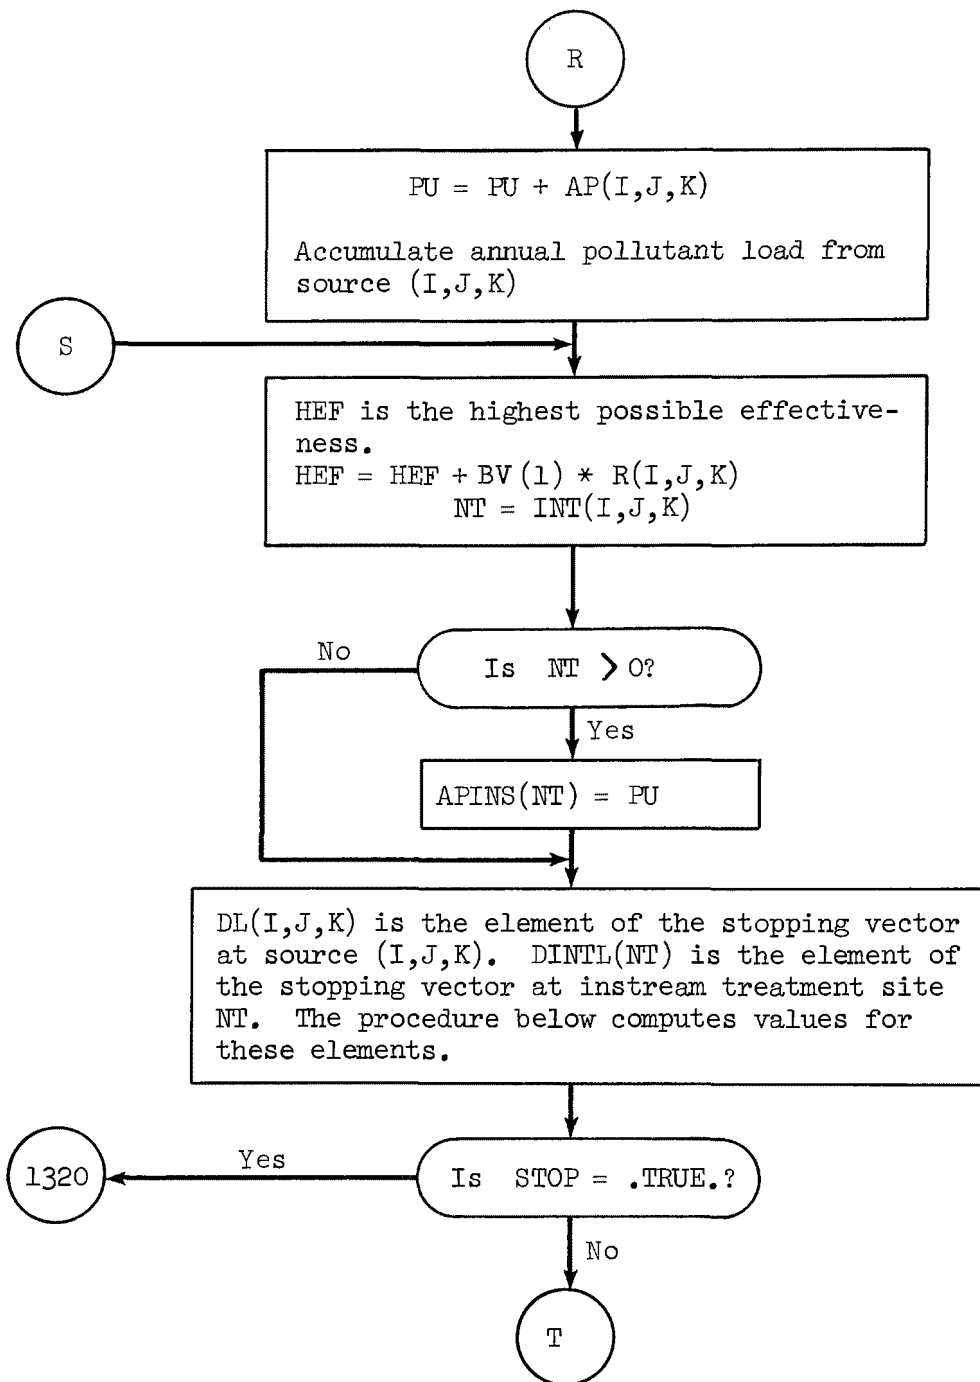 R
PU = PU + AP(I,J,K)
Accumulate annual pollutant load from
source (I,J,K)
S
HEF is the highest possible effective-
ness.
HEF = HEF + BV(1) * R(I,J,K)
NT = INT(I,J,K)
No
Is NT > 0?
Yes
APINS(NT) = PU
DL(I,J,K) is the element of the stopping vector
at source (I,J,K). DINTL(NT) is the element of
the stopping vector at instream treatment site
NT. The procedure below computes values for
these elements.
1320
Yes
Is STOP = .TRUE.?
No
T